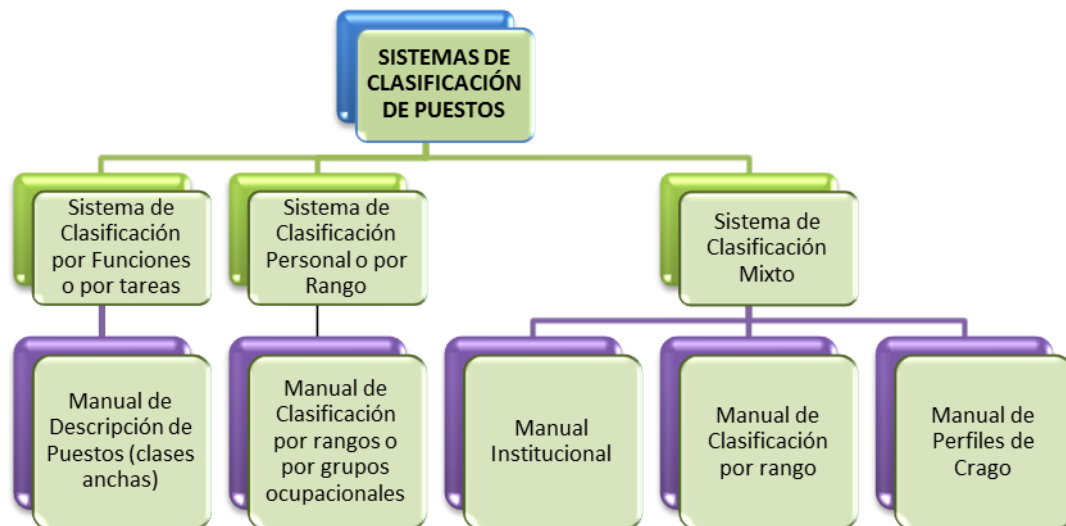 SISTEMAS DE
CLASIFICACIÓN
DE PUESTOS
Sistema de
Clasificación
por Funciones
o por tareas
Sistema de
Clasificación
Personal o por
Rango
Sistema de
Clasificación
Mixto
Manual de
Descripción de
Puestos (clases
anchas)
Manual de
Clasificación
por rangos o
por grupos
ocupacionales
Manual
Institucional
Manual de
Clasificación
por rango
Manual de
Perfiles de
Crago